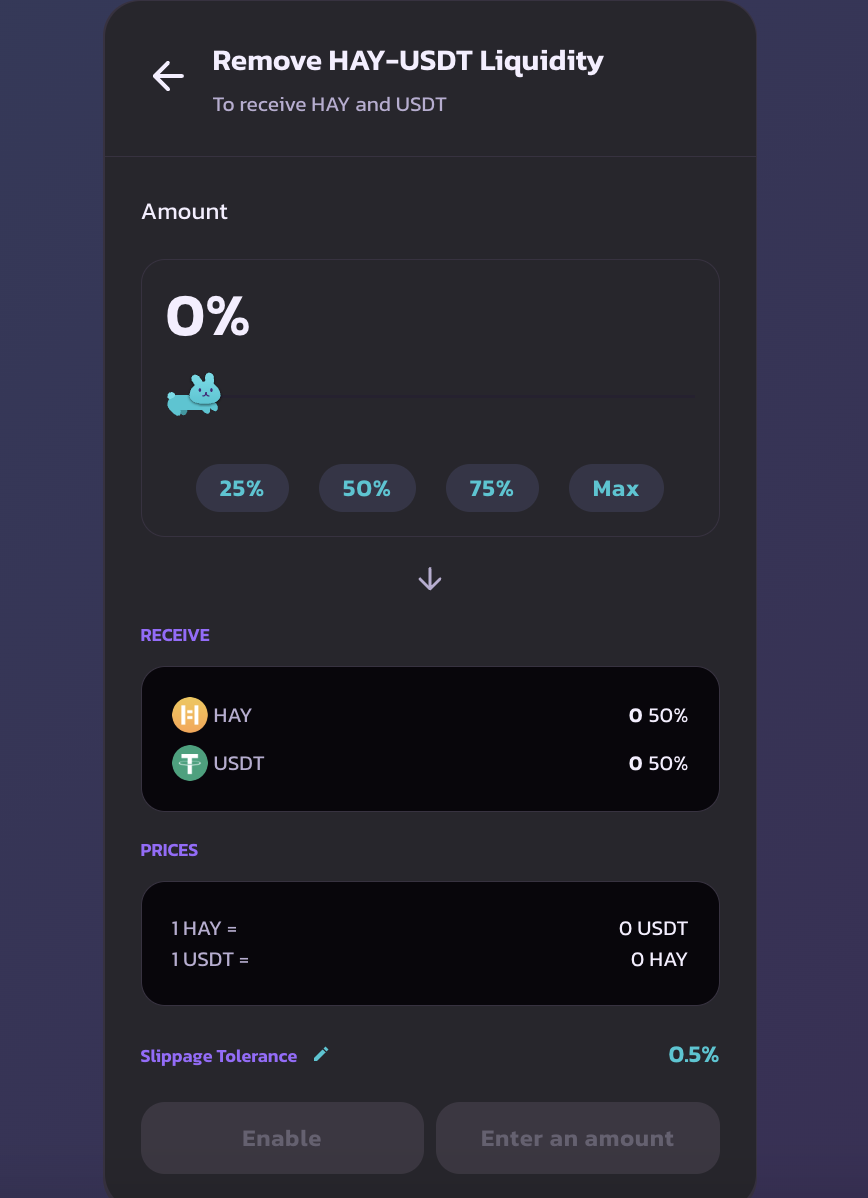 Remove HAY-USDT Liquidity
To receive HAY and USDT
Amount
0%
25% 50% 75% Max
RECEIVE
HAY 0 50%
USDT 0 50%
PRICES
1 HAY = 0 USDT
1 USDT = 0 HAY
Slippage Tolerance 0.5%
Enable Enter an amount